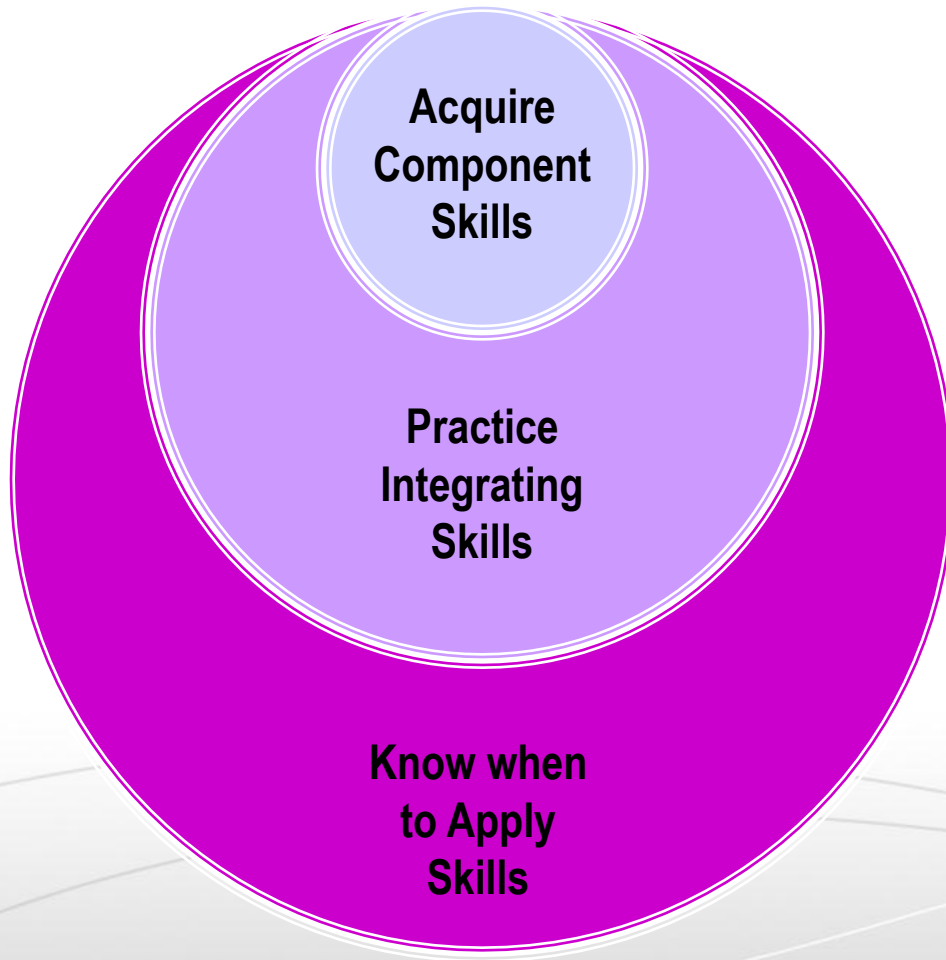 Acquire
Component
Skills
Practice
Integrating
Skills
Know when
to Apply
Skills